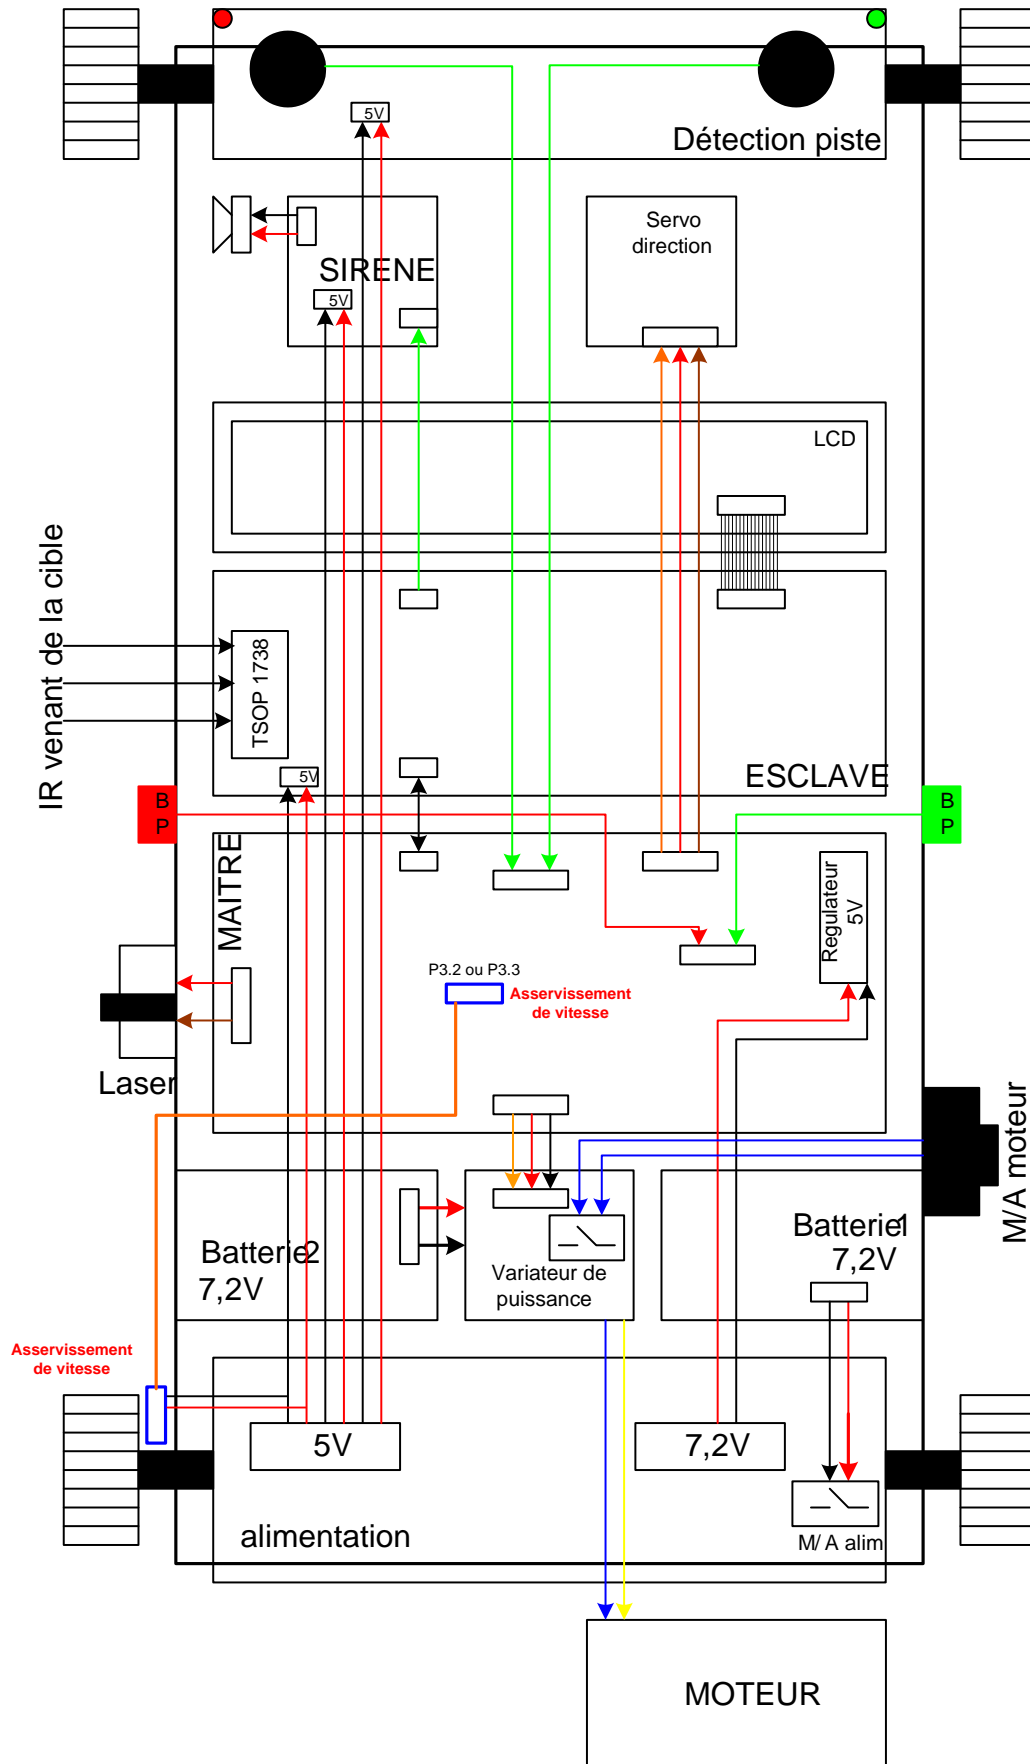 5V
Détection piste
Servo
direction
SIRENE
5V
LCD
IR venant de la cible
TSOP 1738
5V
ESCLAVE
B
P
B
P
MAITRE
Regulateur
5V
P3.2 ou P3.3
Asservissement
de vitesse
Laser
M/A moteur
Batterie2
7,2V
Batterie1
7,2V
Variateur de
puissance
Asservissement
de vitesse
5V
7,2V
alimentation
M/ A alim
MOTEUR